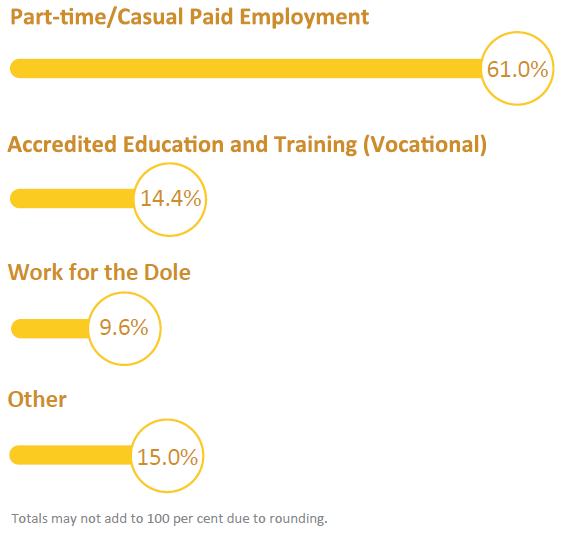 Part-time/Casual Paid Employment
61.0%
Accredited Education and Training (Vocational)
14.4%
Work for the Dole
9.6%
Other
15.0%
Totals may not add to 100 per cent due to rounding.